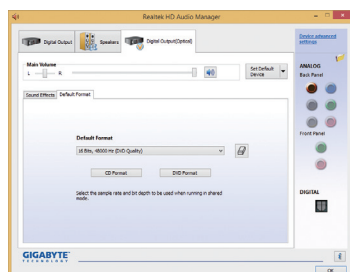 Realtek HD Audio Manager
Digital Output
Speakers
Digital Output(Optical)
Device advanced
settings
Main Volume
L
R
Set Default
Device
ANALOG
Back Panel
Sound Effects
Default Format
Default Format
16 Bits, 48000 Hz (DVD Quality)
CD Format
DVD Format
Select the sample rate and bit depth to be used when running in shared
mode.
Front Panel
DIGITAL
GIGABYTE
TECHNOLOGY
OK